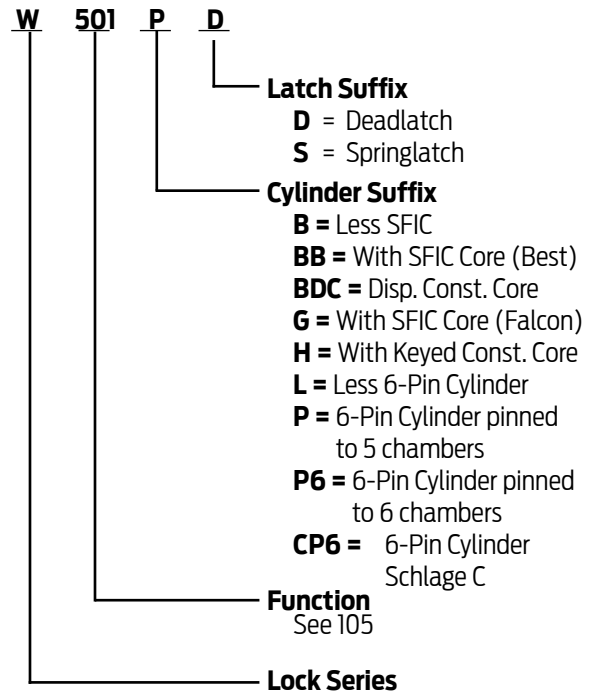 W 501 P D
Latch Suffix
D = Deadlatch
S = Springlatch
Cylinder Suffix
B = Less SFIC
BB = With SFIC Core (Best)
BDC = Disp. Const. Core
G = With SFIC Core (Falcon)
H = With Keyed Const. Core
L = Less 6-Pin Cylinder
P = 6-Pin Cylinder pinned
to 5 chambers
P6 = 6-Pin Cylinder pinned
to 6 chambers
CP6 = 6-Pin Cylinder
Schlage C
Function
See 105
Lock Series